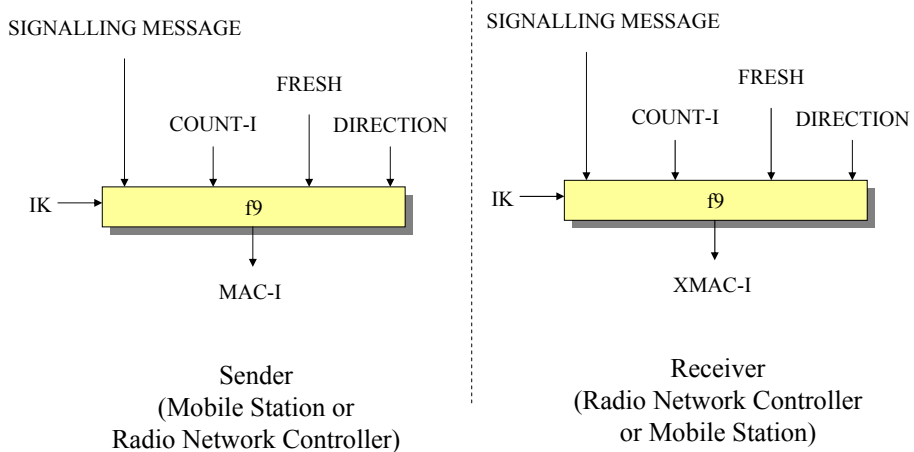 SIGNALLING MESSAGE
FRESH
COUNT-I
DIRECTION
IK
f9
MAC-I
Sender
(Mobile Station or
Radio Network Controller)
SIGNALLING MESSAGE
FRESH
COUNT-I
DIRECTION
IK
f9
XMAC-I
Receiver
(Radio Network Controller
or Mobile Station)